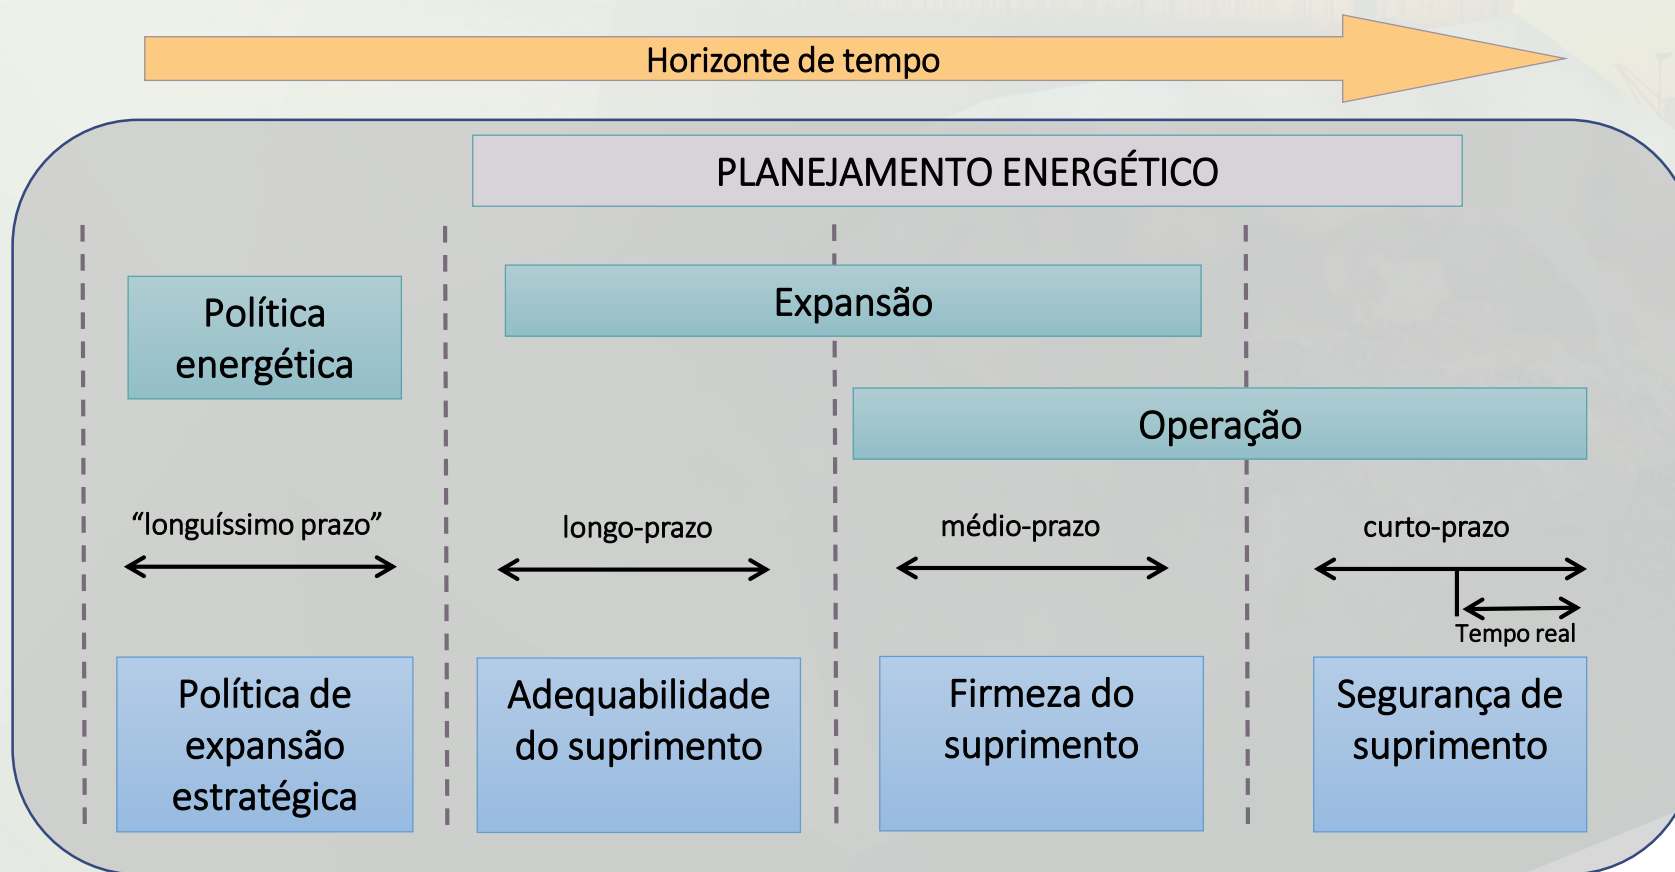 Horizonte de tempo
PLANEJAMENTO ENERGÉTICO
Política
energética
Expansão
Operação
“longuíssimo prazo”
longo-prazo
médio-prazo
curto-prazo
Tempo real
Política de
expansão
estratégica
Adequabilidade
do suprimento
Firmeza do
suprimento
Segurança de
suprimento